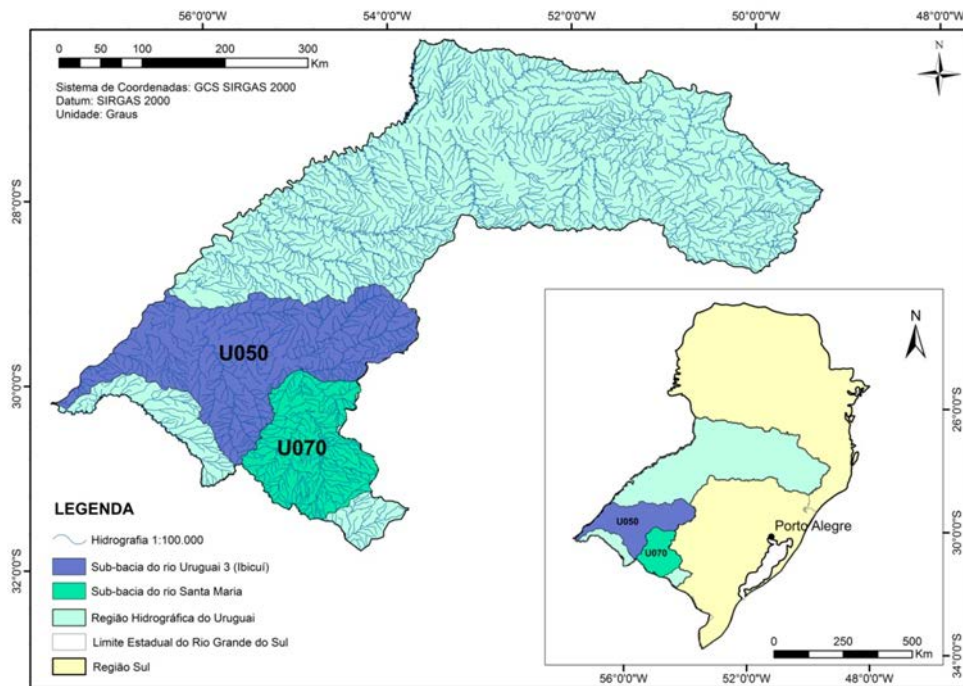 56°0'0"W 54°0'0"W 52°0'0"W 50°0'0"W 48°0'0"W
0 50 100 200 300
Km
N
Sistema de Coordenadas: GCS SIRGAS 2000
Datum: SIRGAS 2000
Unidade: Graus
28°0'0"S
30°0'0"S
32°0'0"S
U050
U070
LEGENDA
Hidrografia 1:100.000
Sub-bacia do rio Uruguai 3 (Ibicuí)
Sub-bacia do rio Santa Maria
Região Hidrográfica do Uruguai
Limite Estadual do Rio Grande do Sul
Região Sul
N
U050
U070
Porto Alegre
0 250 500
Km
26°0'0"S
30°0'0"S
34°0'0"S
56°0'0"W 52°0'0"W 48°0'0"W